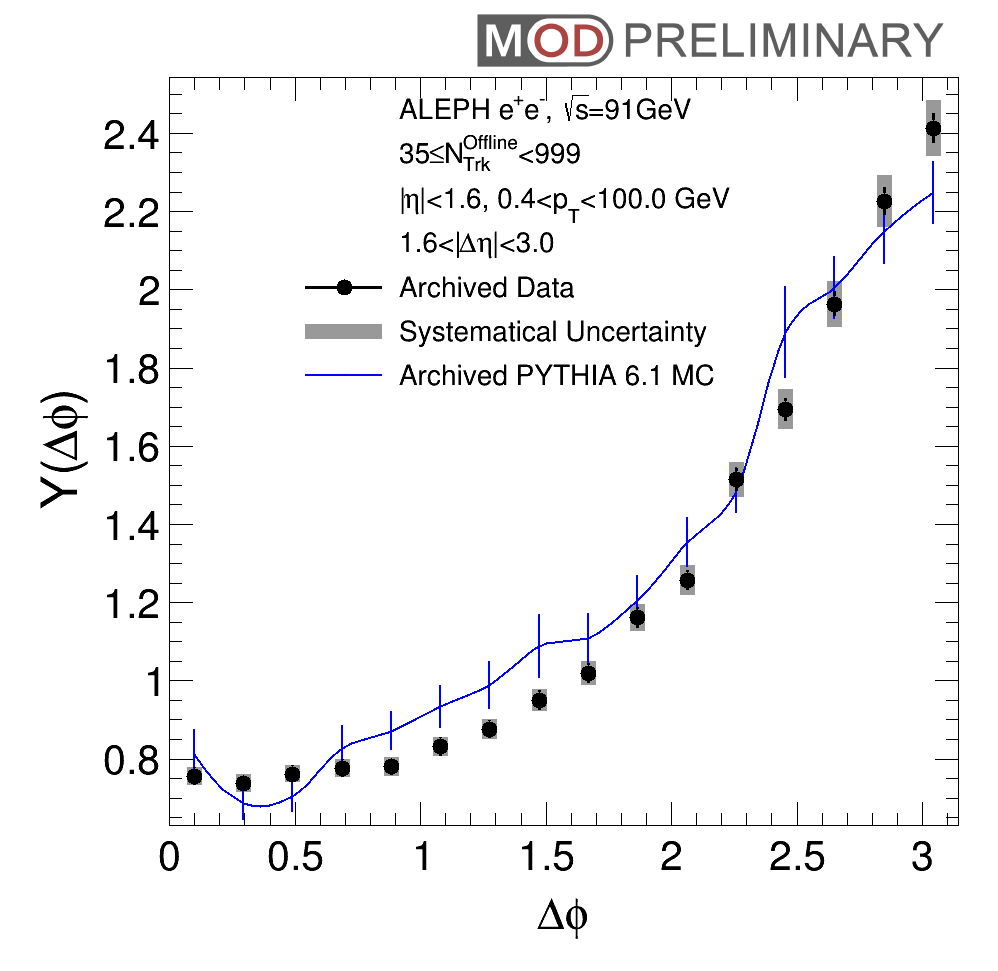 MOD PRELIMINARY
ALEPH e⁺e⁻, √s=91GeV
35≤N_Trk^Offline<999
|η|<1.6, 0.4<p_T<100.0 GeV
1.6<|Δη|<3.0
Archived Data
Systematical Uncertainty
Archived PYTHIA 6.1 MC
Y(Δϕ)
2.4
2.2
2
1.8
1.6
1.4
1.2
1
0.8
0 0.5 1 1.5 2 2.5 3
Δϕ